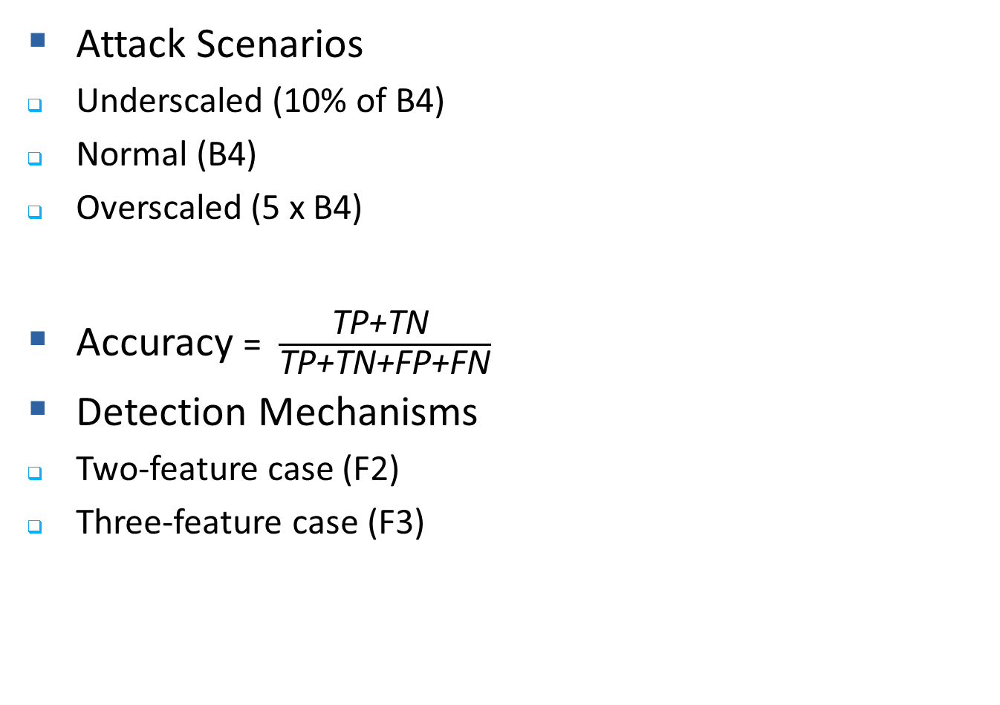 Attack Scenarios
Underscaled (10% of B4)
Normal (B4)
Overscaled (5 x B4)
Accuracy = TP+TN / TP+TN+FP+FN
Detection Mechanisms
Two-feature case (F2)
Three-feature case (F3)